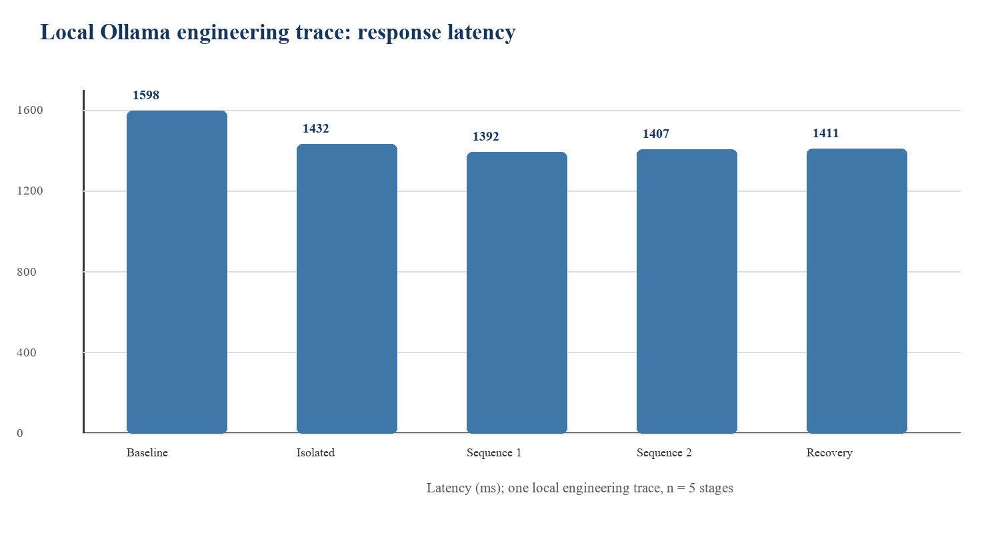 Local Ollama engineering trace: response latency
1598
1600
1432
1392
1407
1411
1200
800
400
0
Baseline
Isolated
Sequence 1
Sequence 2
Recovery
Latency (ms); one local engineering trace, n = 5 stages